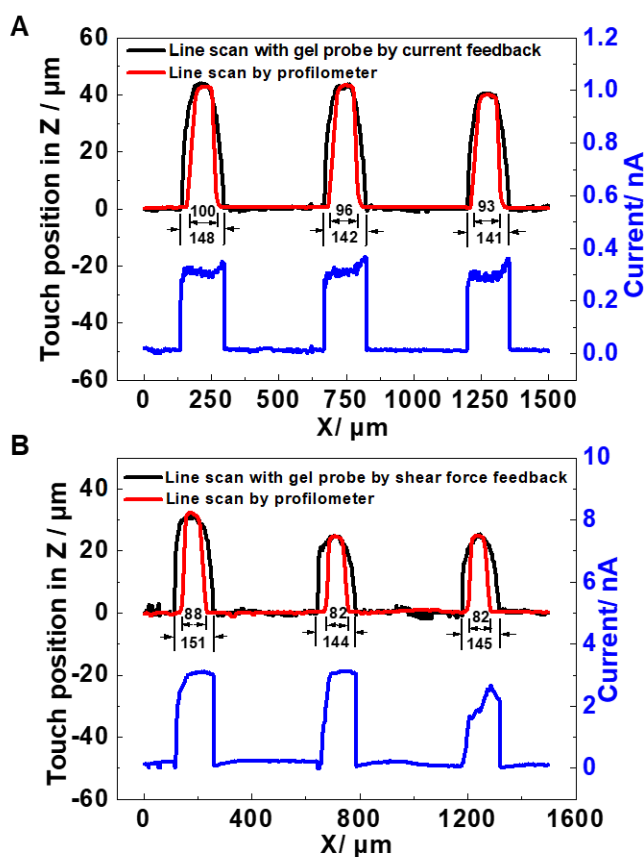 A
Line scan with gel probe by current feedback
Line scan by profilometer
Touch position in Z / µm
60
40
20
0
-20
-40
-60
1.2
1.0
0.8
0.6
0.4
0.2
0.0
Current/ nA
100
148
96
142
93
141
0 250 500 750 1000 1250 1500
X/ µm
B
Line scan with gel probe by shear force feedback
Line scan by profilometer
Touch position in Z / µm
60
40
20
0
-20
-40
-60
10
8
6
4
2
0
Current/ nA
88
151
82
144
82
145
0 400 800 1200 1600
X/ µm